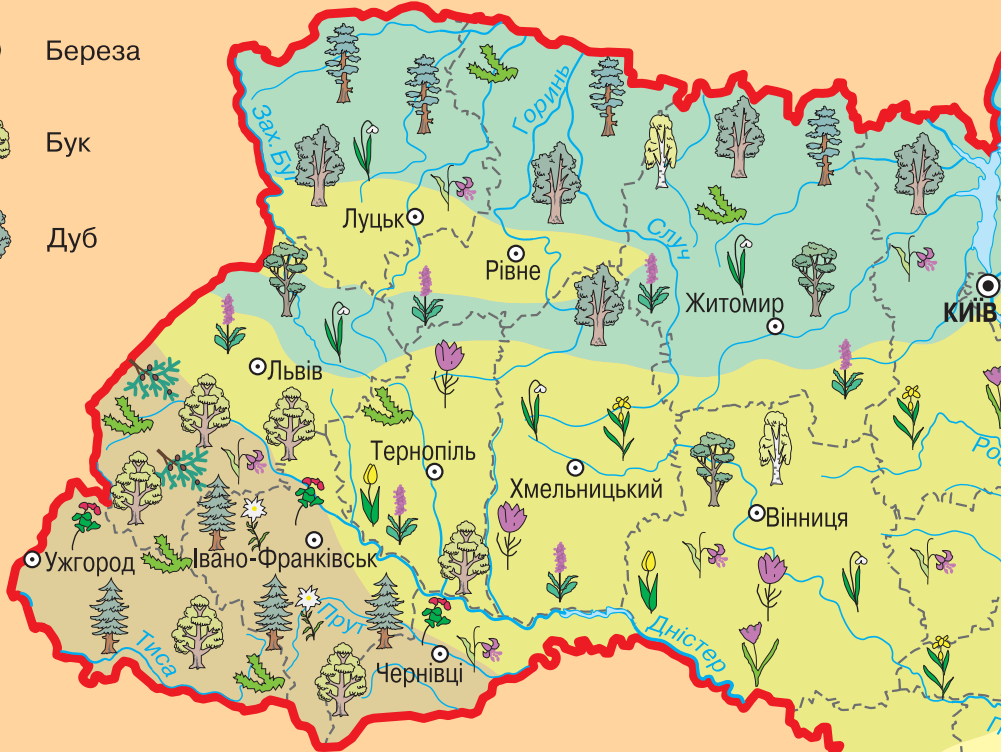 Береза
Бук
Дуб
Зах. Буг
Горинь
Случ
Луцьк
Рівне
Житомир
КИЇВ
Львів
Тернопіль
Хмельницький
Вінниця
Ужгород
Івано-Франківськ
Прут
Тиса
Чернівці
Дністер